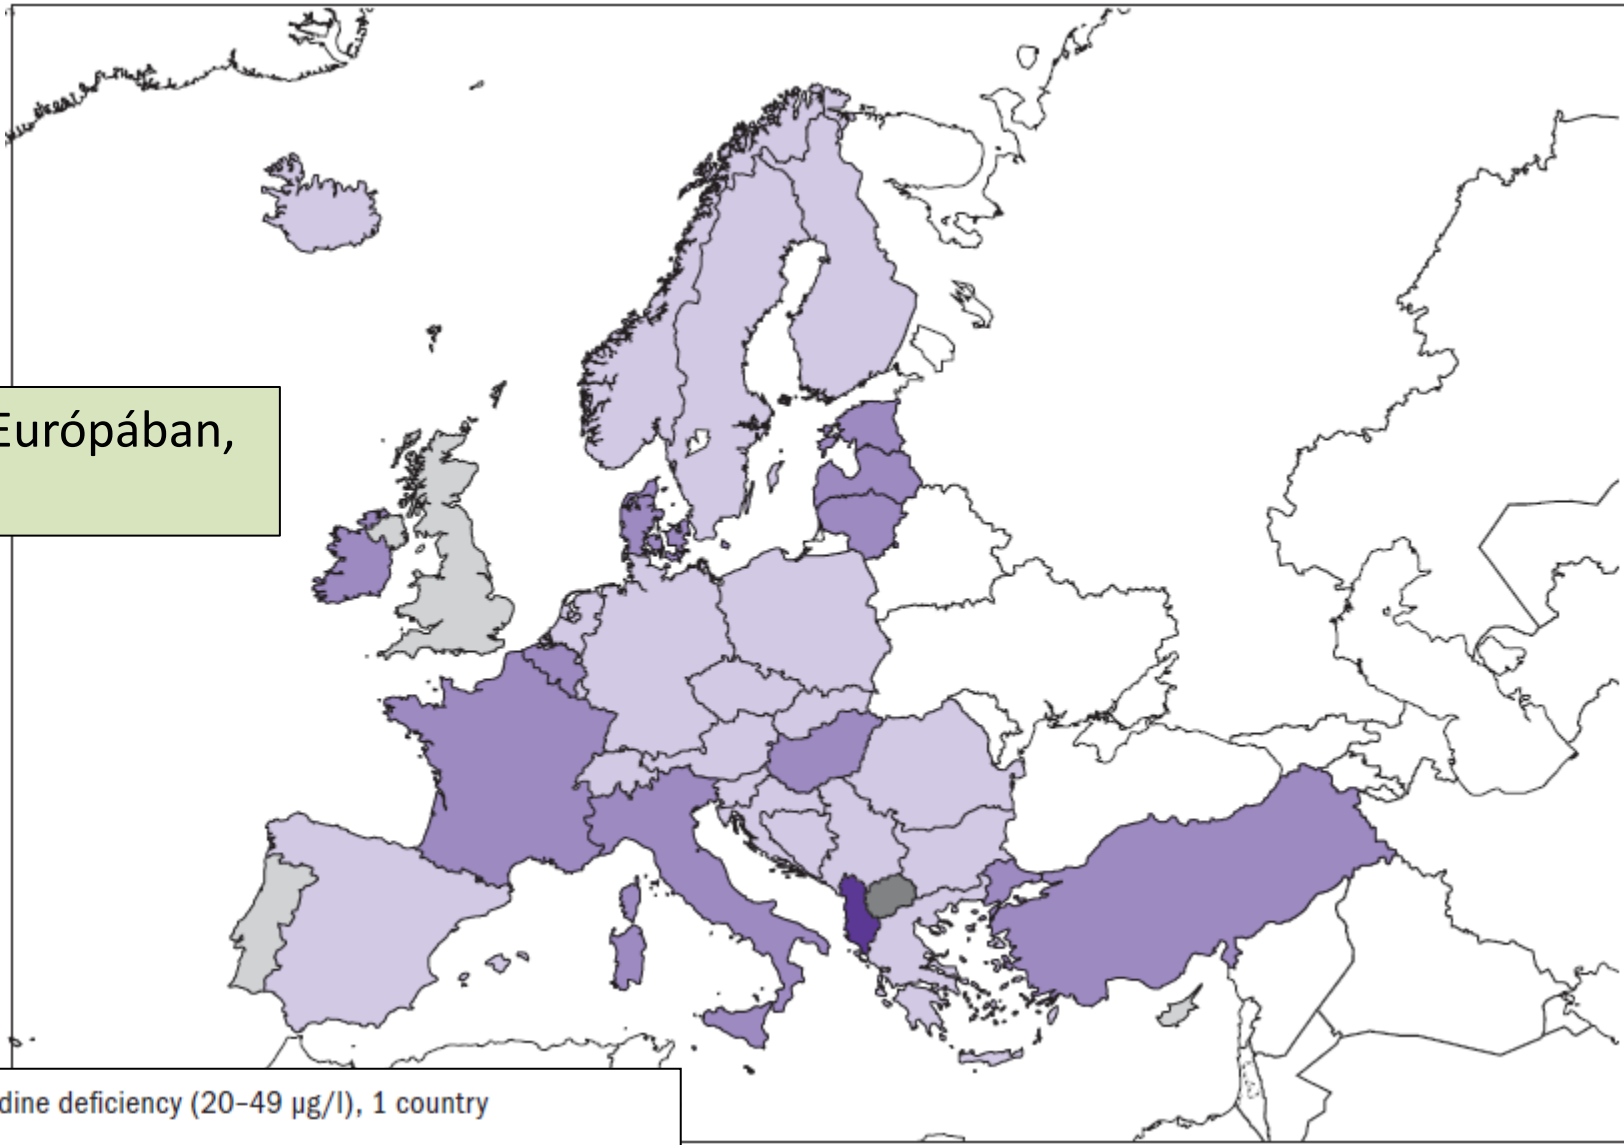 Európában,
dine deficiency (20–49 µg/l), 1 country